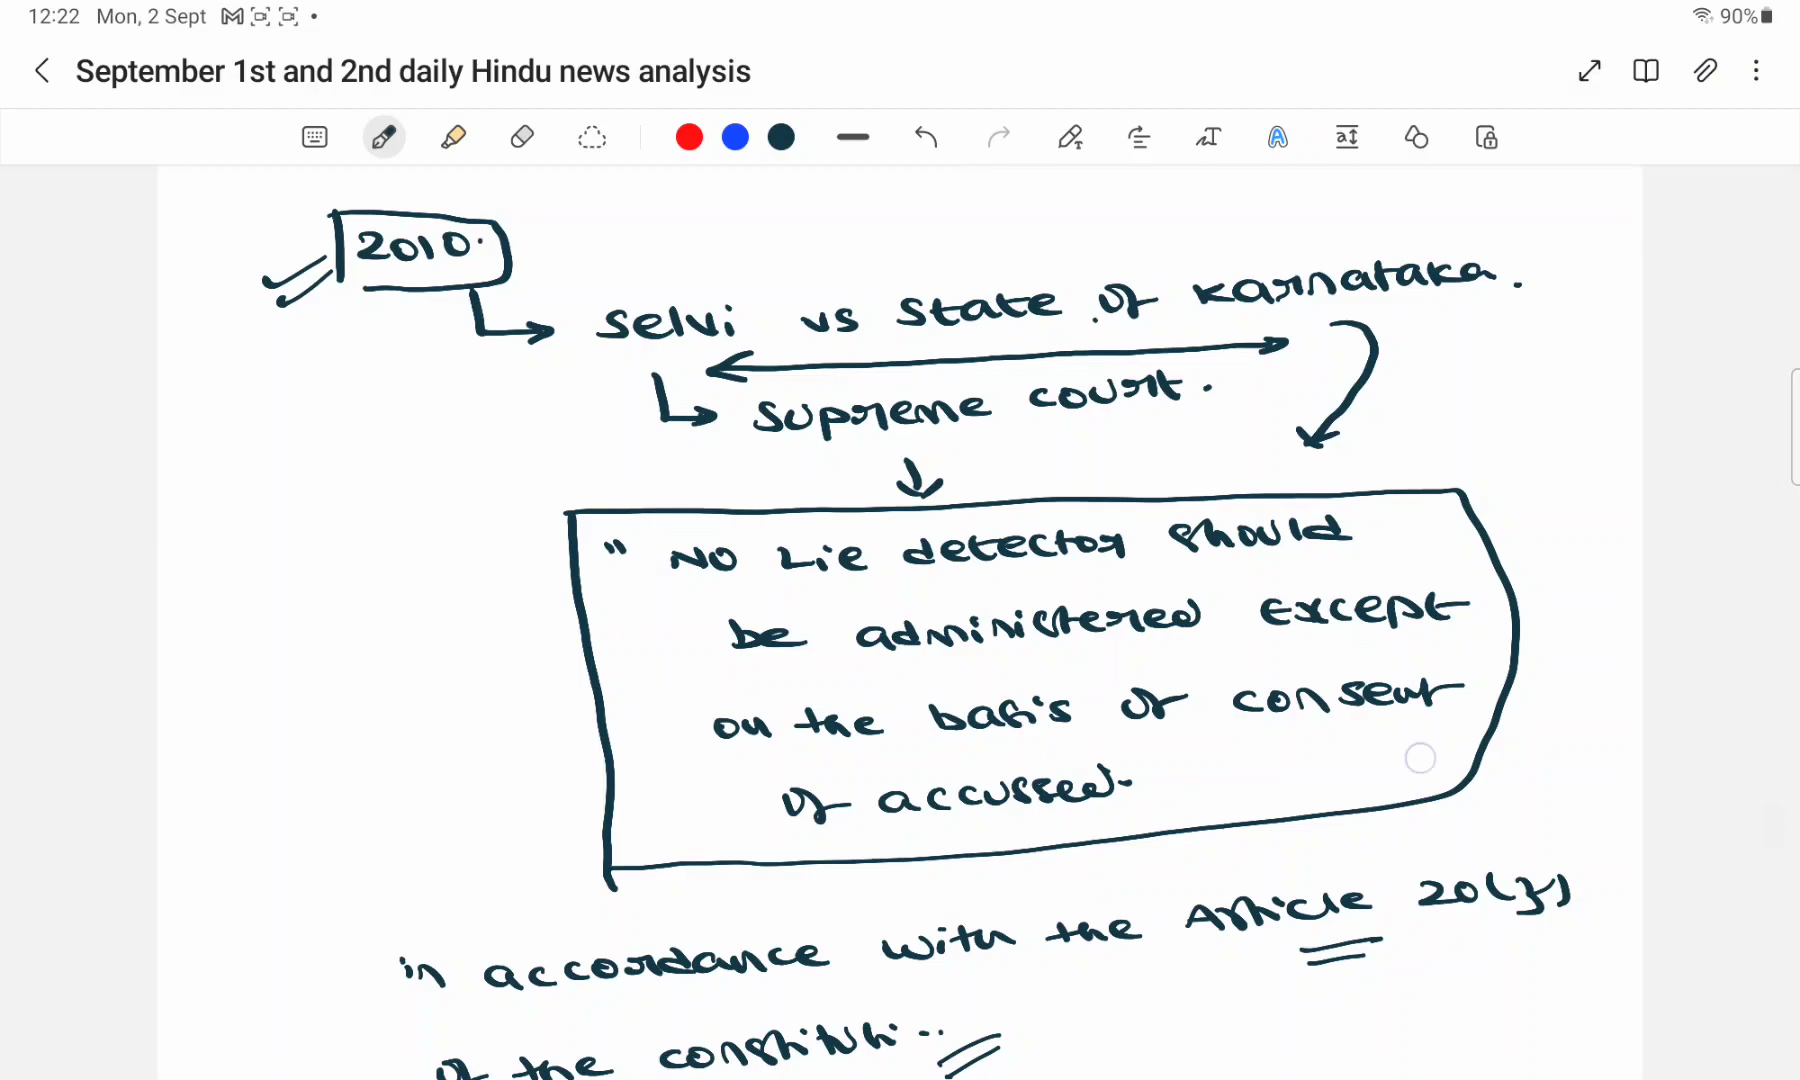 12:22 Mon, 2 Sept
90%
September 1st and 2nd daily Hindu news analysis
2010.
Selvi vs State of Karnataka.
Supreme court.
" NO Lie detector should
be administered except
on the basis of consent
of accussed.
in accordance with the Article 20(3)
of the constituti..